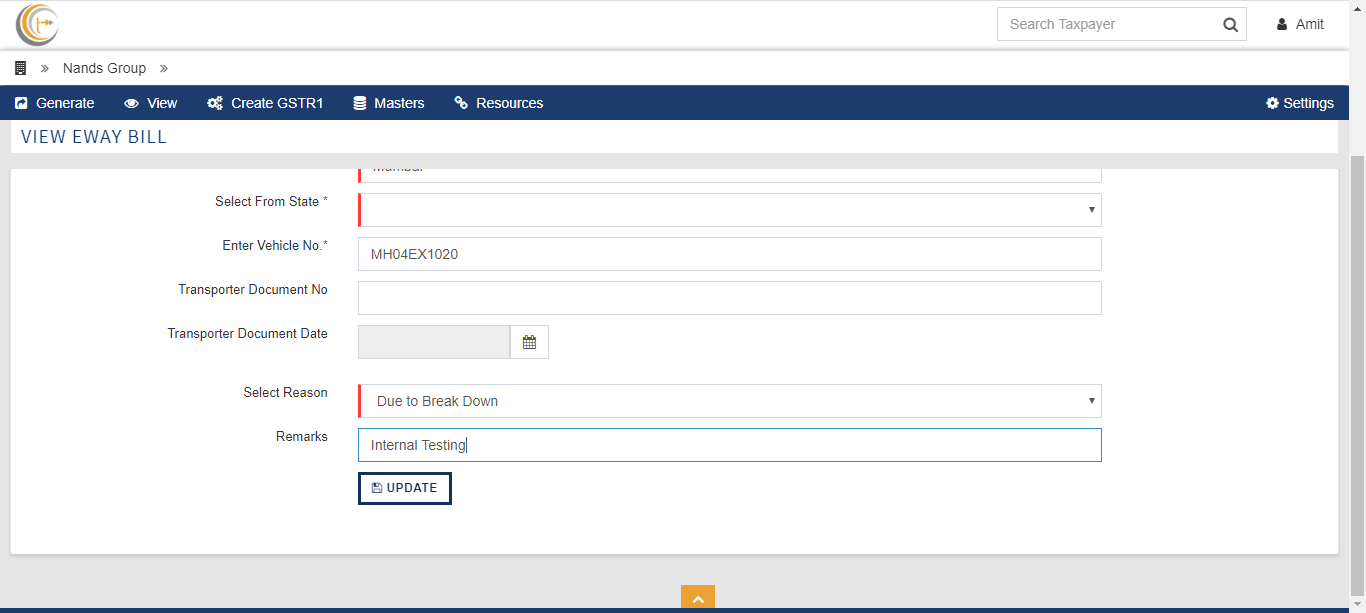 Search Taxpayer
Amit
» Nands Group »
Generate View Create GSTR1 Masters Resources Settings
VIEW EWAY BILL
Mumbai
Select From State *
Enter Vehicle No.* MH04EX1020
Transporter Document No
Transporter Document Date
Select Reason Due to Break Down
Remarks Internal Testing
UPDATE